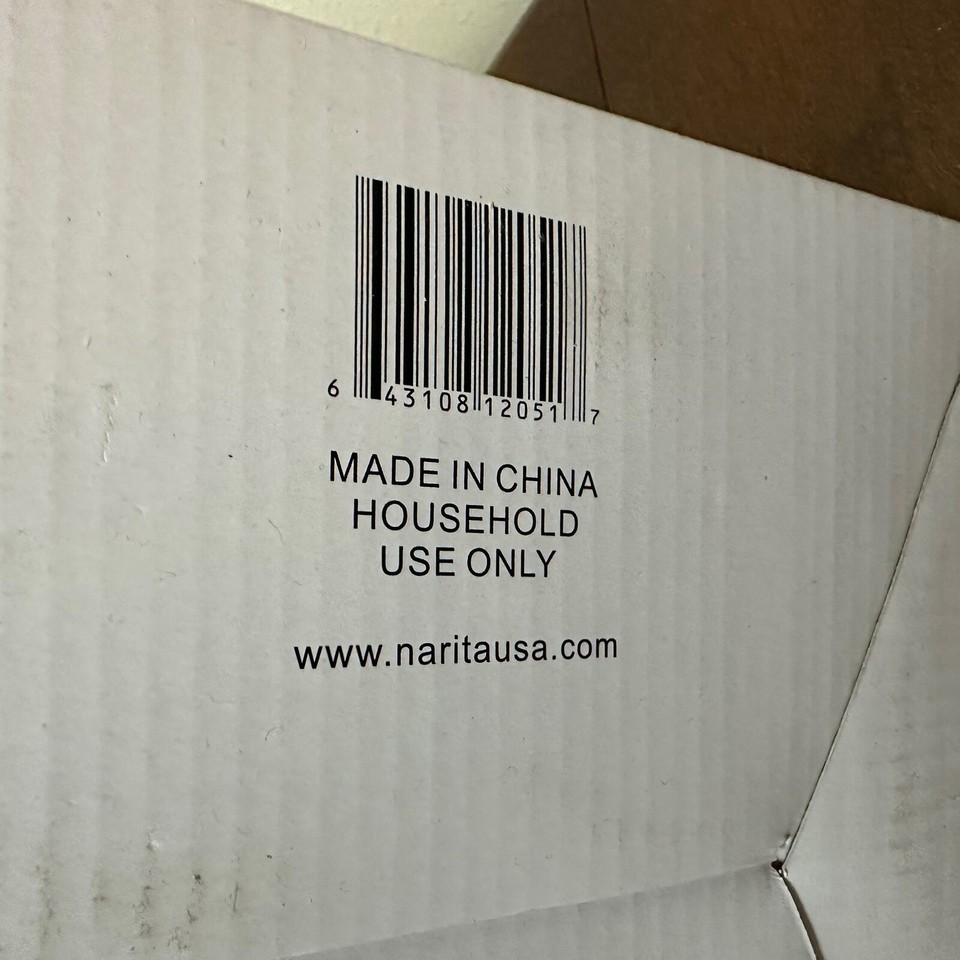 6 43108 12051 7
MADE IN CHINA
HOUSEHOLD
USE ONLY
www.naritausa.com